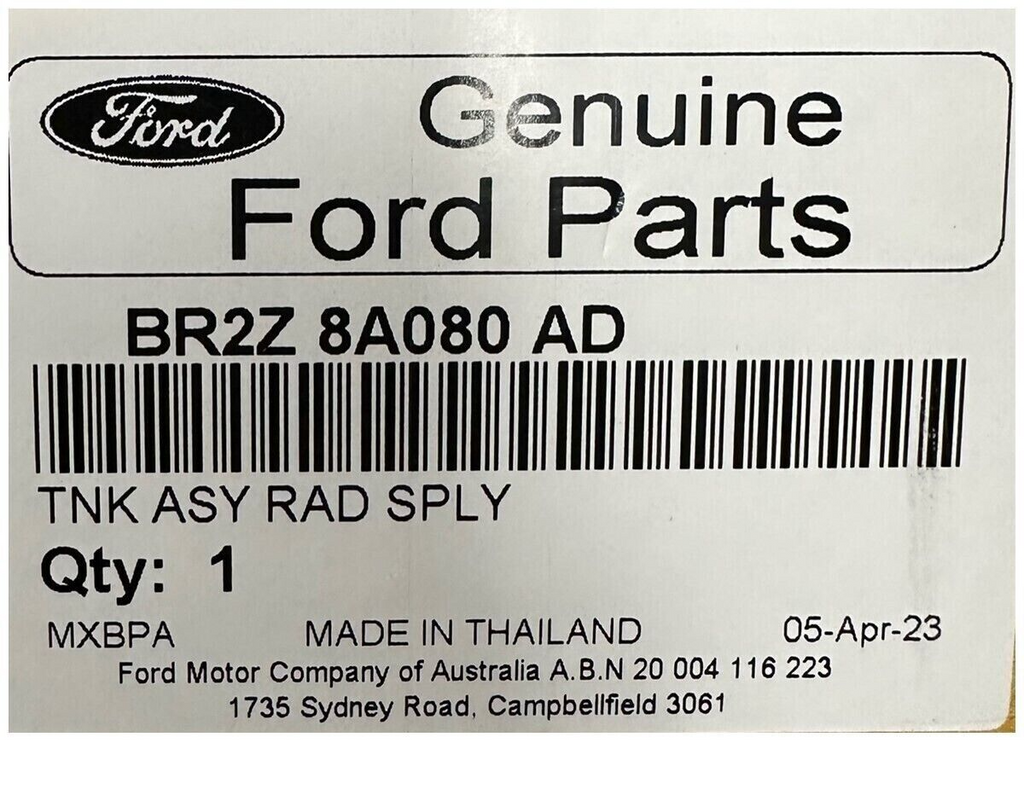 Ford Genuine
Ford Parts
BR2Z 8A080 AD
TNK ASY RAD SPLY
Qty: 1
MXBPA MADE IN THAILAND 05-Apr-23
Ford Motor Company of Australia A.B.N 20 004 116 223
1735 Sydney Road, Campbellfield 3061